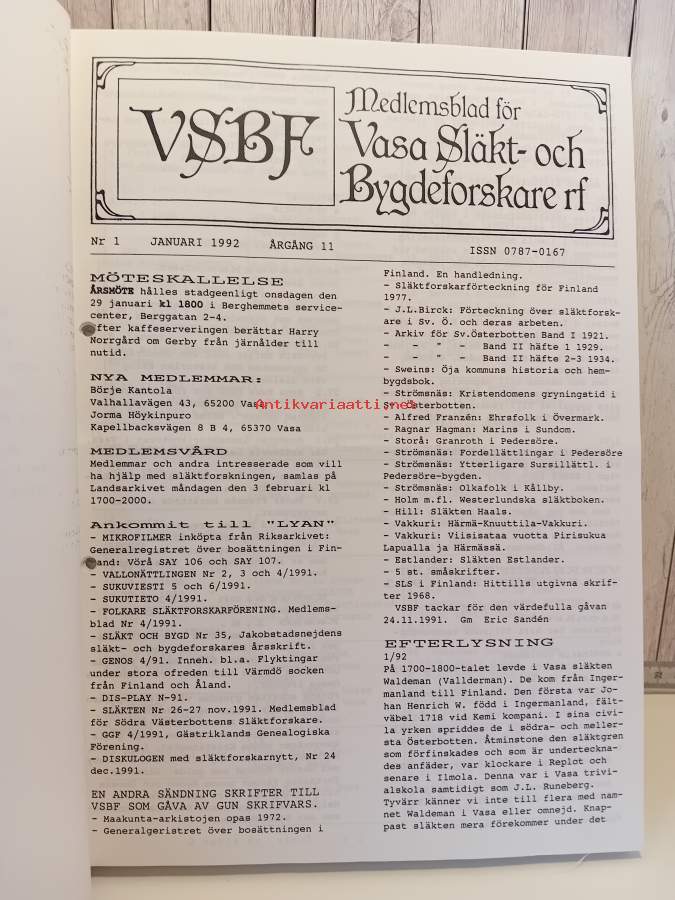 VSBF
Medlemsblad för
Vasa Släkt- och
Bygdeforskare rf
Nr 1 JANUARI 1992 ÅRGÅNG 11 ISSN 0787-0167
MÖTESKALLELSE
ÅRSMÖTE hålles stadgeenligt onsdagen den
29 januari kl 1800 i Berghemmets service-
center, Berggatan 2-4.
Efter kaffeserveringen berättar Harry
Norrgård om Gerby från järnålder till
nutid.
NYA MEDLEMMAR:
Börje Kantola
Valhallavägen 43, 65200 Vasa
Jorma Höykinpuro
Kapellbacksvägen 8 B 4, 65370 Vasa
MEDLEMSVÅRD
Medlemmar och andra intresserade som vill
ha hjälp med släktforskningen, samlas på
Landsarkivet måndagen den 3 februari kl
1700-2000.
Ankommit till "LYAN"
- MIKROFILMER inköpta från Riksarkivet:
Generalregistret över bosättningen i Fin-
land: Vörå SAY 106 och SAY 107.
- VALLONÄTTLINGEN Nr 2, 3 och 4/1991.
- SUKUVIESTI 5 och 6/1991.
- SUKUTIETO 4/1991.
- FOLKARE SLÄKTFORSKARFÖRENING. Medlems-
blad Nr 4/1991.
- SLÄKT OCH BYGD Nr 35, Jakobstadsnejdens
släkt- och bygdeforskares årsskrift.
- GENOS 4/91. Inneh. bl.a. Flyktingar
under stora ofreden till Värmdö socken
från Finland och Åland.
- DIS-PLAY N-91.
- SLÄKTEN Nr 26-27 nov.1991. Medlemsblad
för Södra Västerbottens Släktforskare.
- GGF 4/1991, Gästriklands Genealogiska
Förening.
- DISKULOGEN med släktforskarnytt, Nr 24
dec.1991.
EN ANDRA SÄNDNING SKRIFTER TILL
VSBF SOM GÅVA AV GUN SKRIFVARS.
- Maakunta-arkistojen opas 1972.
- Generalgeristret över bosättningen i
Finland. En handledning.
- Släktforskarförteckning för Finland
1977.
- J.L.Birck: Förteckning över släktforsk-
are i Sv. Ö. och deras arbeten.
- Arkiv för Sv.Österbotten Band I 1921.
- - " - Band II häfte 1 1929.
- - " - Band II häfte 2-3 1934.
- Sweins: Öja kommuns historia och hem-
bygdsbok.
- Strömsnäs: Kristendomens gryningstid i
Sv Österbotten.
- Alfred Franzén: Ehrsfolk i Övermark.
- Ragnar Hagman: Marins i Sundom.
- Storå: Granroth i Pedersöre.
- Strömsnäs: Fordellättlingar i Pedersöre
- Strömsnäs: Ytterligare Sursillättl. i
Pedersöre-bygden.
- Strömsnäs: Olkafolk i Kållby.
- Holm m.fl. Westerlundska släktboken.
- Hill: Släkten Haals.
- Vakkuri: Härmä-Knuuttila-Vakkuri.
- Vakkuri: Viisisataa vuotta Pirisukua
Lapualla ja Härmässä.
- Estlander: Släkten Estlander.
- 5 st. småskrifter.
- SLS i Finland: Hittills utgivna skrif-
ter 1968.
VSBF tackar för den värdefulla gåvan
24.11.1991. Gm Eric Sandén
EFTERLYSNING
1/92
På 1700-1800-talet levde i Vasa släkten
Waldeman (Vallderman). De kom från Inger-
manland till Finland. Den första var Jo-
han Henrich W. född i Ingermanland, fält-
väbel 1718 vid Kemi kompani. I sina civi-
la yrken spriddes de i södra- och meller-
sta Österbotten. Åtminstone den släktgren
som förfinskades och som är underteckna-
des anfäder, var klockare i Replot och
senare i Ilmola. Denna var i Vasa trivi-
alskola samtidigt som J.L. Runeberg.
Tyvärr känner vi inte till flera med nam-
net Waldeman i Vasa eller omnejd. Knap-
past släkten mera förekommer under det
Antikvariaatti.net